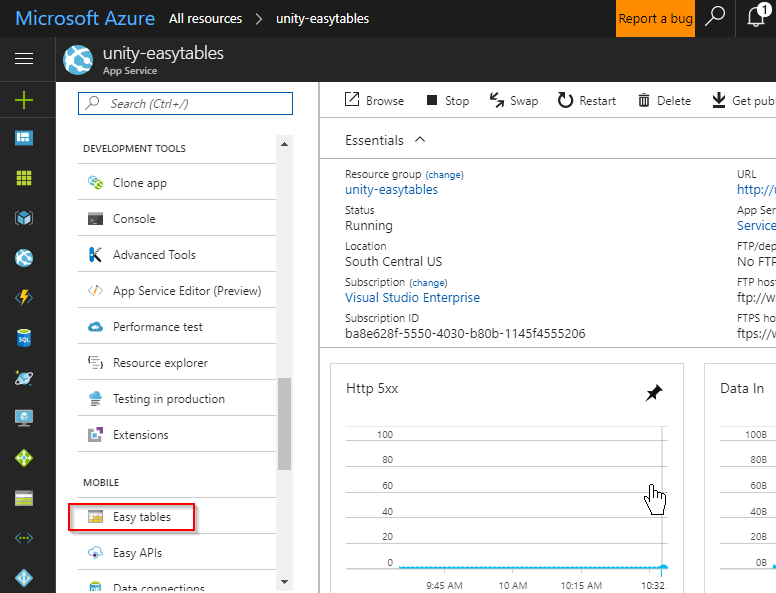 Microsoft Azure All resources > unity-easytables Report a bug 1
unity-easytables
App Service
Search (Ctrl+/)
Browse Stop Swap Restart Delete Get pub
Essentials
DEVELOPMENT TOOLS
Clone app
Console
Advanced Tools
App Service Editor (Preview)
Performance test
Resource explorer
Testing in production
Extensions
MOBILE
Easy tables
Easy APIs
Data connections
Resource group (change)
unity-easytables
Status
Running
Location
South Central US
Subscription (change)
Visual Studio Enterprise
Subscription ID
ba8e628f-5550-4030-b80b-1145f4555206
URL
http://u
App Ser
Service
FTP/dep
No FTP
FTP host
ftp://w
FTPS ho
ftps://w
Http 5xx
100
80
60
40
20
0
9:45 AM 10 AM 10:15 AM 10:32
Data In
100B
80B
60B
40B
20B
0B
SQL